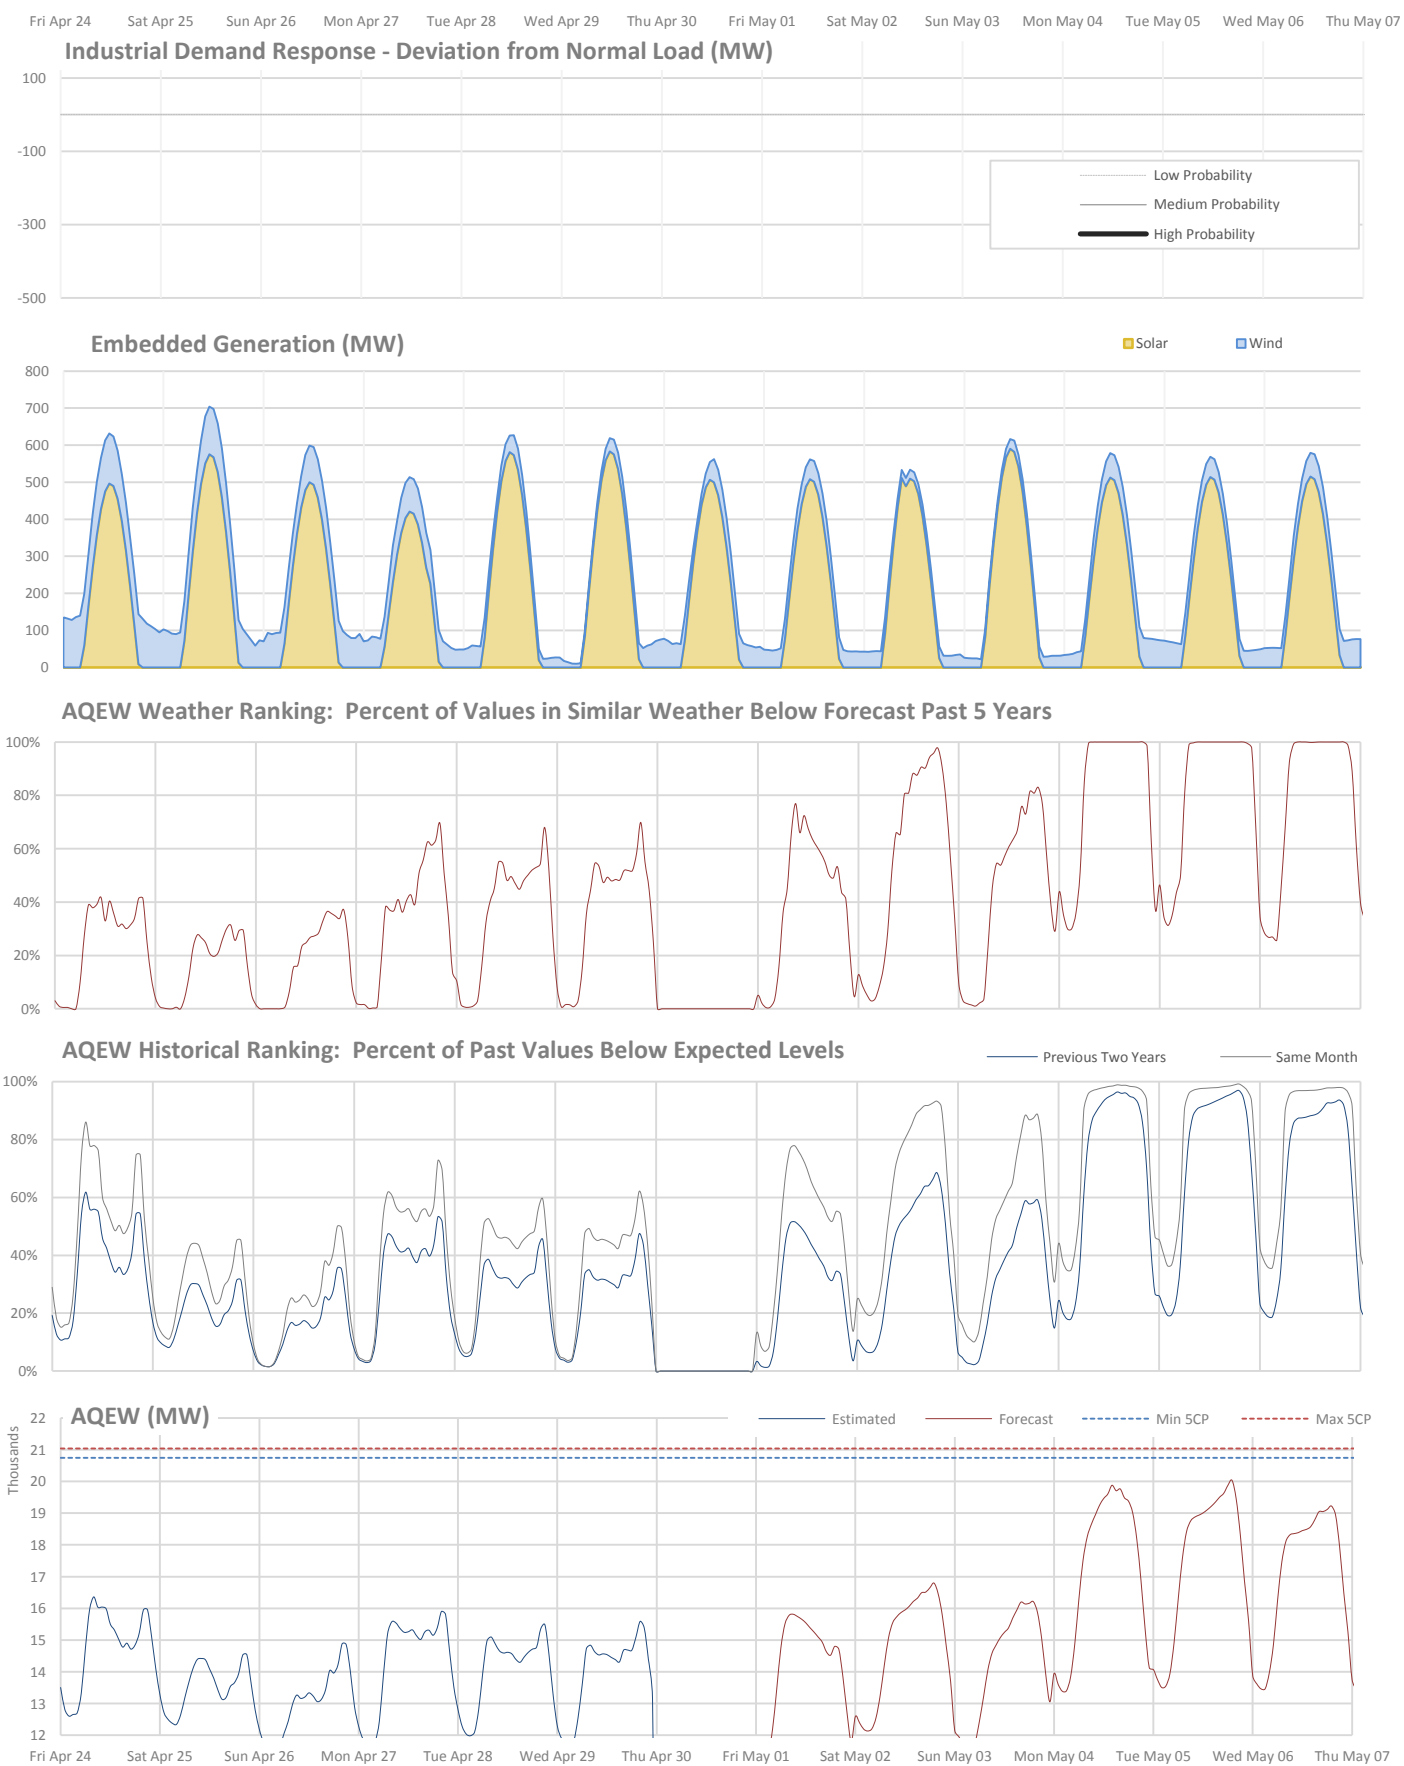 Fri Apr 24 Sat Apr 25 Sun Apr 26 Mon Apr 27 Tue Apr 28 Wed Apr 29 Thu Apr 30 Fri May 01 Sat May 02 Sun May 03 Mon May 04 Tue May 05 Wed May 06 Thu May 07
Industrial Demand Response - Deviation from Normal Load (MW)
100
-100
-300
-500
Low Probability
Medium Probability
High Probability
Embedded Generation (MW)
Solar Wind
800
700
600
500
400
300
200
100
0
AQEW Weather Ranking: Percent of Values in Similar Weather Below Forecast Past 5 Years
100%
80%
60%
40%
20%
0%
AQEW Historical Ranking: Percent of Past Values Below Expected Levels
Previous Two Years Same Month
100%
80%
60%
40%
20%
0%
AQEW (MW)
Estimated Forecast Min 5CP Max 5CP
Thousands
22
21
20
19
18
17
16
15
14
13
12
Fri Apr 24 Sat Apr 25 Sun Apr 26 Mon Apr 27 Tue Apr 28 Wed Apr 29 Thu Apr 30 Fri May 01 Sat May 02 Sun May 03 Mon May 04 Tue May 05 Wed May 06 Thu May 07